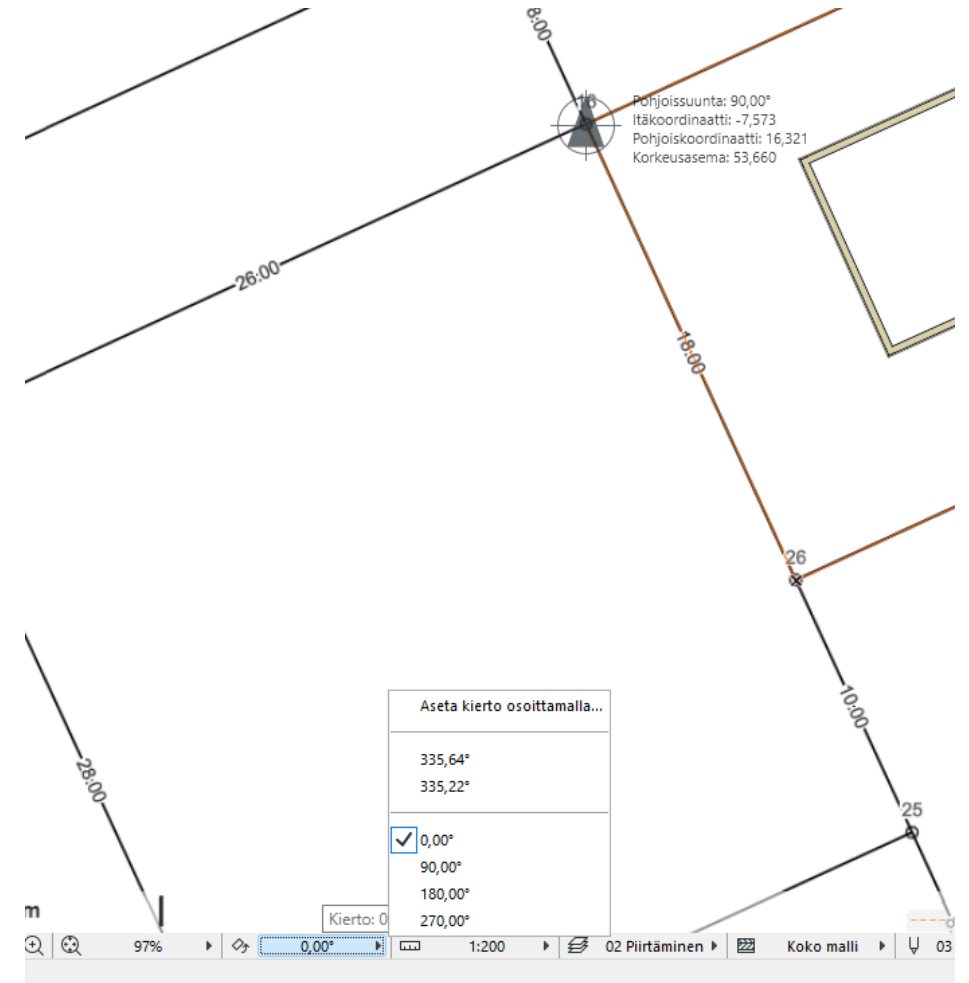 8:00
16
Pohjoissuunta: 90,00°
Itäkoordinaatti: -7,573
Pohjoiskoordinaatti: 16,321
Korkeusasema: 53,660
26:00
18:00
26
10:00
28:00
25
Aseta kierto osoittamalla...
335,64°
335,22°
0,00°
90,00°
180,00°
270,00°
m
Kierto: 0
97%
0,00°
1:200
02 Piirtäminen
Koko malli
03